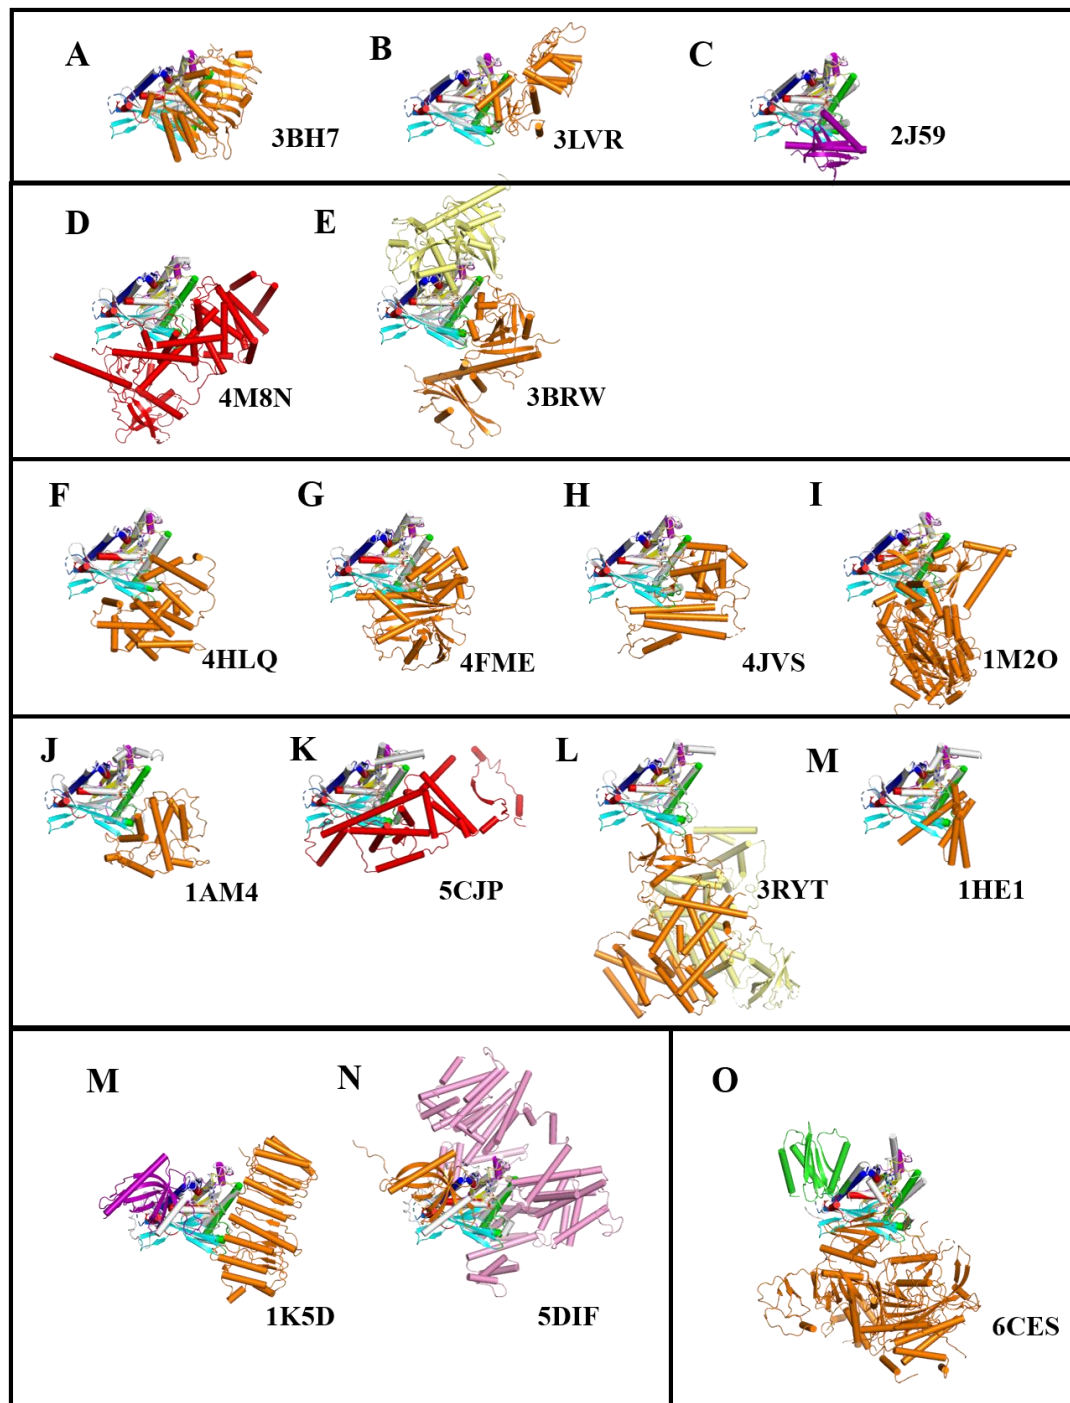 A
3BH7
B
3LVR
C
2J59
D
4M8N
E
3BRW
F
4HLQ
G
4FME
H
4JVS
I
1M2O
J
1AM4
K
5CJP
L
3RYT
M
1HE1
M
1K5D
N
5DIF
O
6CES